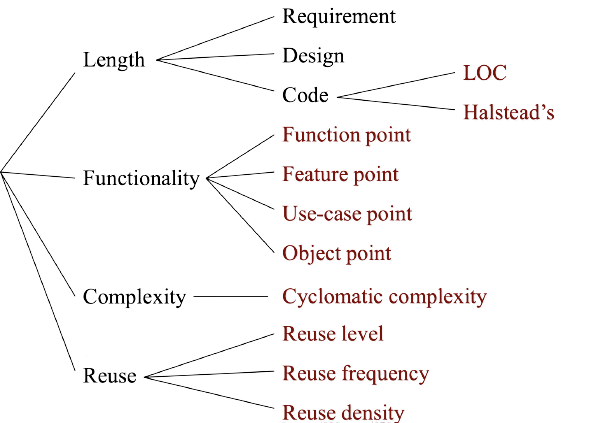 Length
Requirement
Design
Code
LOC
Halstead's
Functionality
Function point
Feature point
Use-case point
Object point
Complexity
Cyclomatic complexity
Reuse
Reuse level
Reuse frequency
Reuse density